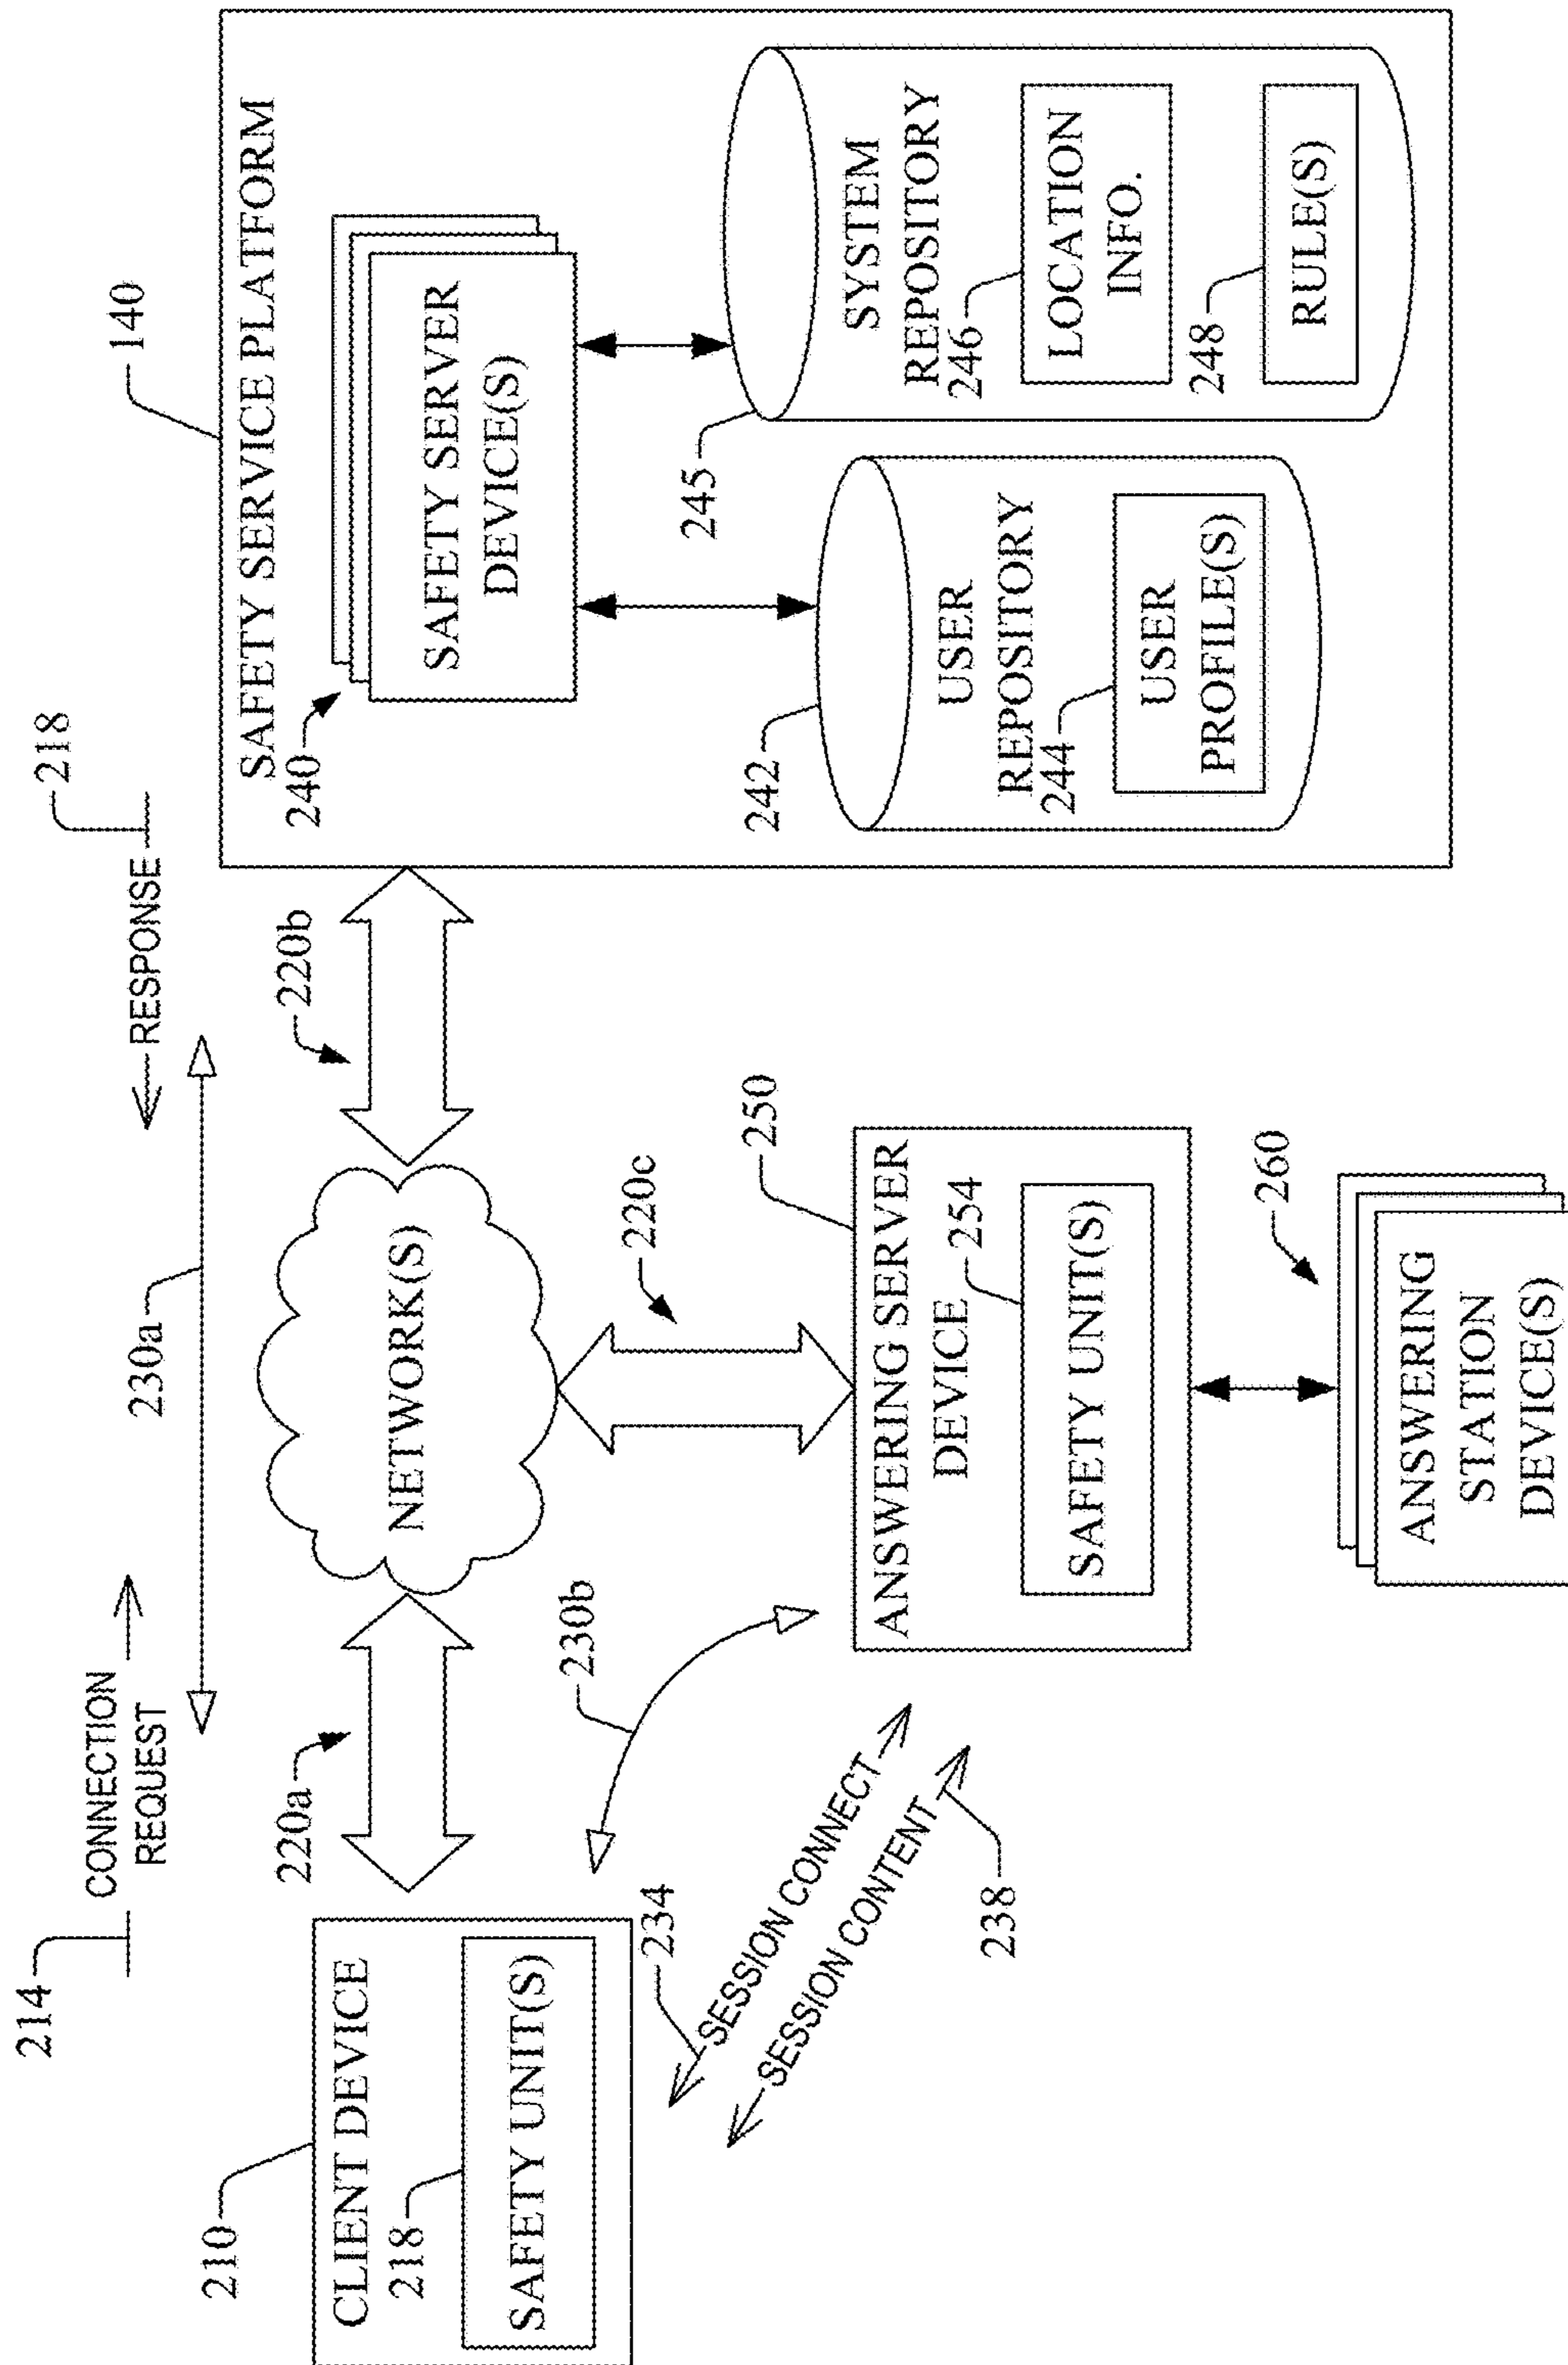 214
CONNECTION
REQUEST
218
RESPONSE
230a
140
210
CLIENT DEVICE
218
SAFETY UNIT(S)
220a
NETWORK(S)
220b
SAFETY SERVICE PLATFORM
240
SAFETY SERVER
DEVICE(S)
234
SESSION CONNECT
SESSION CONTENT
238
230b
220c
250
ANSWERING SERVER
DEVICE
254
SAFETY UNIT(S)
260
ANSWERING
STATION
DEVICE(S)
242
USER
REPOSITORY
244
USER
PROFILE(S)
245
SYSTEM
REPOSITORY
246
LOCATION
INFO.
248
RULE(S)